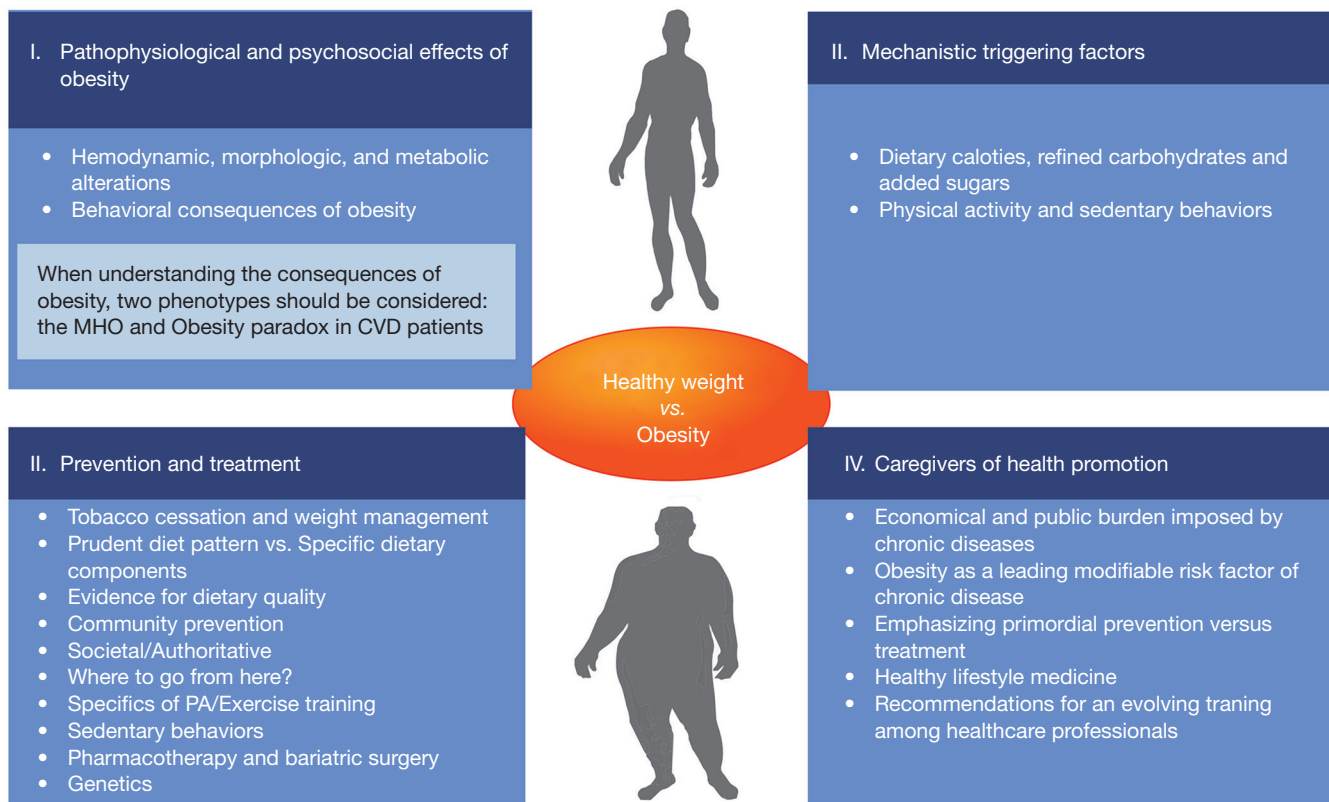 I. Pathophysiological and psychosocial effects of
obesity
• Hemodynamic, morphologic, and metabolic
alterations
• Behavioral consequences of obesity
When understanding the consequences of
obesity, two phenotypes should be considered:
the MHO and Obesity paradox in CVD patients
II. Mechanistic triggering factors
• Dietary caloties, refined carbohydrates and
added sugars
• Physical activity and sedentary behaviors
Healthy weight
vs.
Obesity
II. Prevention and treatment
• Tobacco cessation and weight management
• Prudent diet pattern vs. Specific dietary
components
• Evidence for dietary quality
• Community prevention
• Societal/Authoritative
• Where to go from here?
• Specifics of PA/Exercise training
• Sedentary behaviors
• Pharmacotherapy and bariatric surgery
• Genetics
IV. Caregivers of health promotion
• Economical and public burden imposed by
chronic diseases
• Obesity as a leading modifiable risk factor of
chronic disease
• Emphasizing primordial prevention versus
treatment
• Healthy lifestyle medicine
• Recommendations for an evolving traning
among healthcare professionals